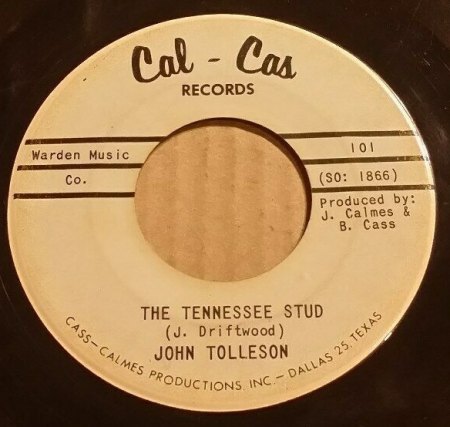 Cal - Cas
RECORDS
Warden Music
Co.
101
(SO: 1866)
Produced by:
J. Calmes &
B. Cass
THE TENNESSEE STUD
(J. Driftwood)
JOHN TOLLESON
CASS-CALMES PRODUCTIONS, INC.-DALLAS 25, TEXAS